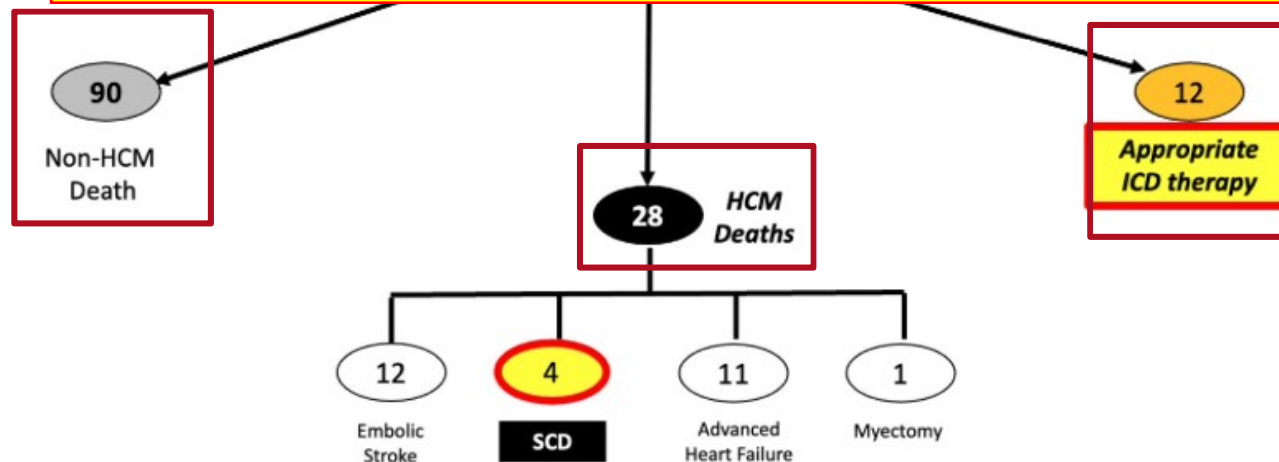 90
Non-HCM
Death
12
Appropriate
ICD therapy
28
HCM
Deaths
12
Embolic
Stroke
4
SCD
11
Advanced
Heart Failure
1
Myectomy